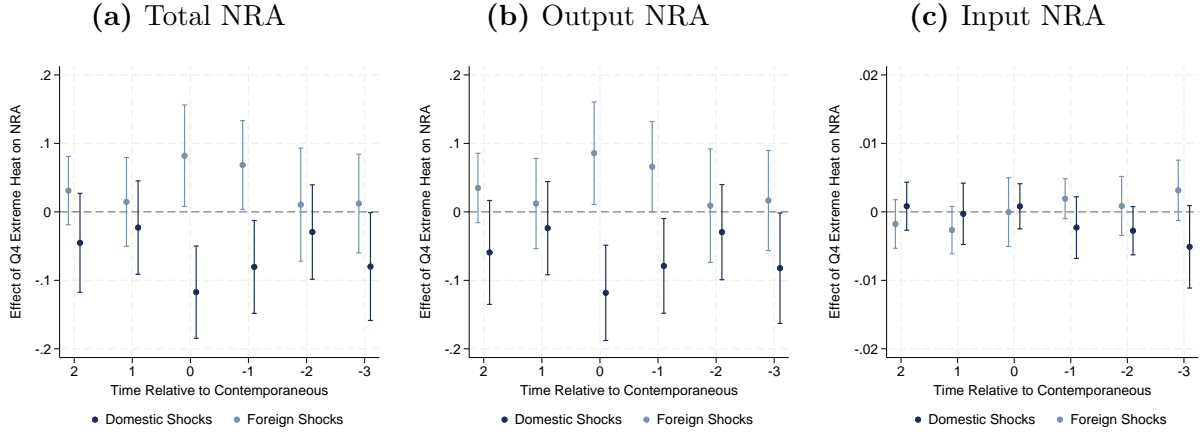 (a) Total NRA
Effect of Q4 Extreme Heat on NRA
.2
.1
0
-.1
-.2
2 1 0 -1 -2 -3
Time Relative to Contemporaneous
Domestic Shocks Foreign Shocks
(b) Output NRA
Effect of Q4 Extreme Heat on NRA
.2
.1
0
-.1
-.2
2 1 0 -1 -2 -3
Time Relative to Contemporaneous
Domestic Shocks Foreign Shocks
(c) Input NRA
Effect of Q4 Extreme Heat on NRA
.02
.01
0
-.01
-.02
2 1 0 -1 -2 -3
Time Relative to Contemporaneous
Domestic Shocks Foreign Shocks